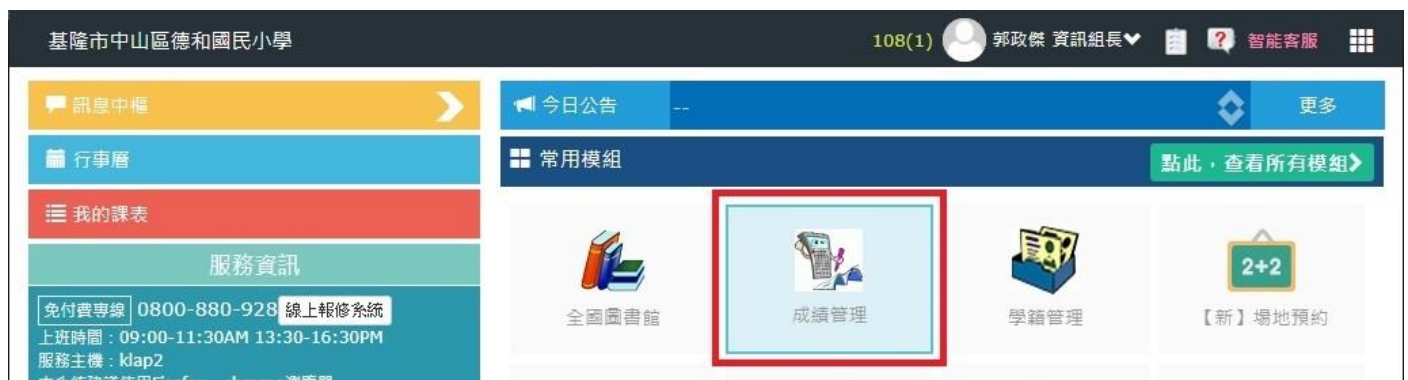 基隆市中山區德和國民小學
108(1) 郭政傑 資訊組長 智能客服
訊息中樞
行事曆
我的課表
服務資訊
免付費專線 0800-880-928 線上報修系統
上班時間：09:00-11:30AM 13:30-16:30PM
服務主機：klap2
今日公告 -- 更多
常用模組 點此，查看所有模組
全國圖書館
成績管理
學籍管理
2+2
【新】場地預約